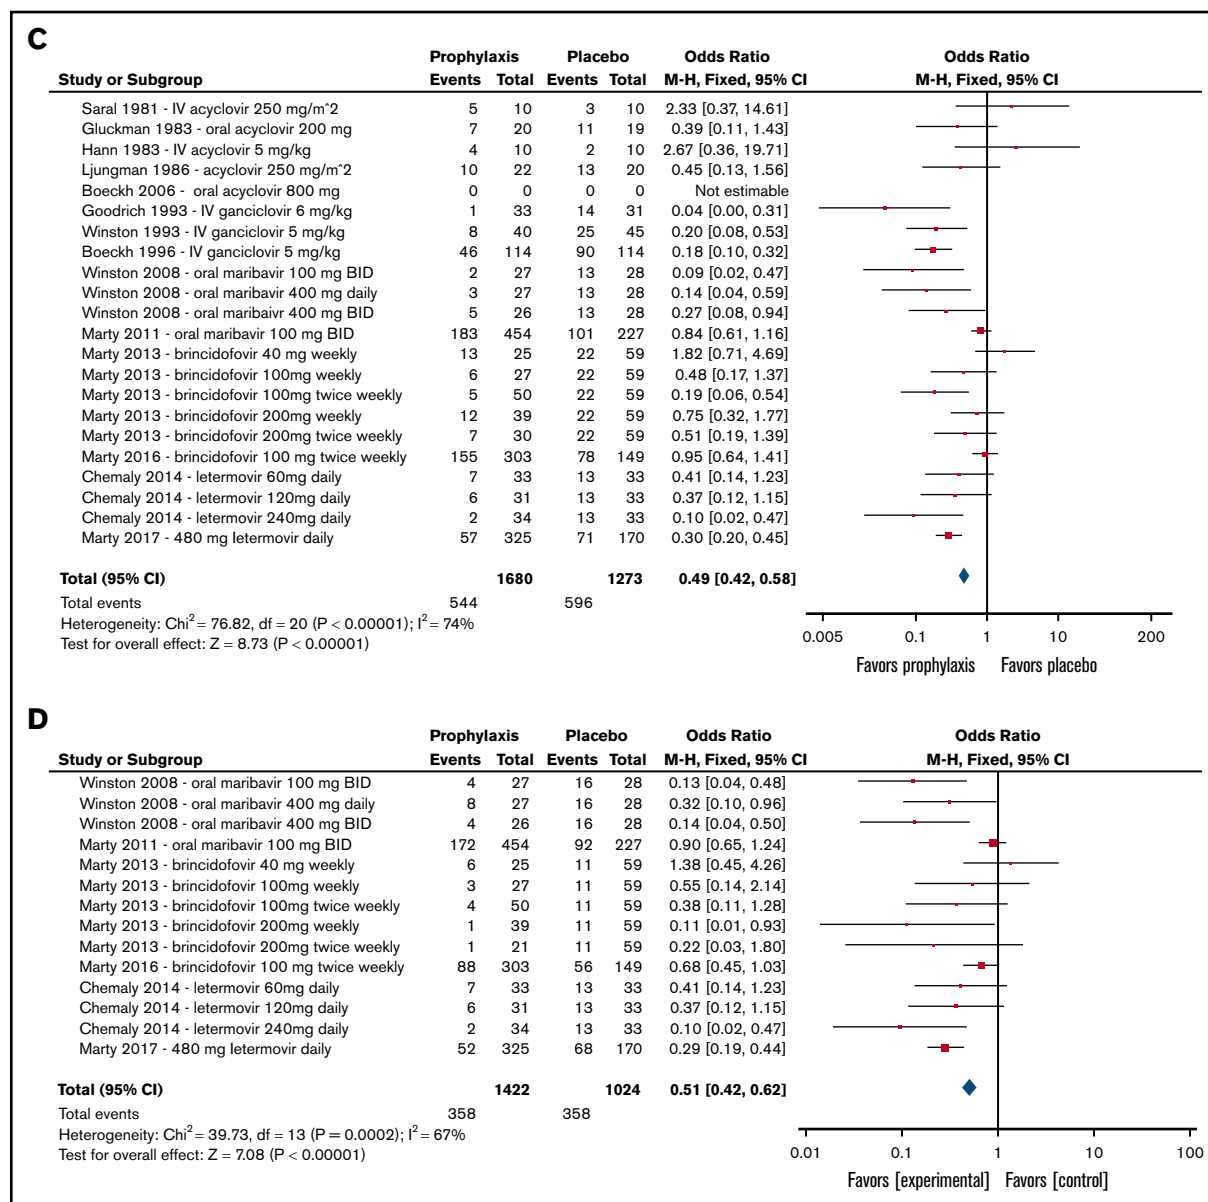 C
Prophylaxis Placebo Odds Ratio Odds Ratio
Study or Subgroup Events Total Events Total M-H, Fixed, 95% CI M-H, Fixed, 95% CI
Saral 1981 - IV acyclovir 250 mg/m^2 5 10 3 10 2.33 [0.37, 14.61]
Gluckman 1983 - oral acyclovir 200 mg 7 20 11 19 0.39 [0.11, 1.43]
Hann 1983 - IV acyclovir 5 mg/kg 4 10 2 10 2.67 [0.36, 19.71]
Ljungman 1986 - acyclovir 250 mg/m^2 10 22 13 20 0.45 [0.13, 1.56]
Boeckh 2006 - oral acyclovir 800 mg 0 0 0 0 Not estimable
Goodrich 1993 - IV ganciclovir 6 mg/kg 1 33 14 31 0.04 [0.00, 0.31]
Winston 1993 - IV ganciclovir 5 mg/kg 8 40 25 45 0.20 [0.08, 0.53]
Boeckh 1996 - IV ganciclovir 5 mg/kg 46 114 90 114 0.18 [0.10, 0.32]
Winston 2008 - oral maribavir 100 mg BID 2 27 13 28 0.09 [0.02, 0.47]
Winston 2008 - oral maribavir 400 mg daily 3 27 13 28 0.14 [0.04, 0.59]
Winston 2008 - oral maribaivr 400 mg BID 5 26 13 28 0.27 [0.08, 0.94]
Marty 2011 - oral maribavir 100 mg BID 183 454 101 227 0.84 [0.61, 1.16]
Marty 2013 - brincidofovir 40 mg weekly 13 25 22 59 1.82 [0.71, 4.69]
Marty 2013 - brincidofovir 100mg weekly 6 27 22 59 0.48 [0.17, 1.37]
Marty 2013 - brincidofovir 100mg twice weekly 5 50 22 59 0.19 [0.06, 0.54]
Marty 2013 - brincidofovir 200mg weekly 12 39 22 59 0.75 [0.32, 1.77]
Marty 2013 - brincidofovir 200mg twice weekly 7 30 22 59 0.51 [0.19, 1.39]
Marty 2016 - brincidofovir 100 mg twice weekly 155 303 78 149 0.95 [0.64, 1.41]
Chemaly 2014 - letermovir 60mg daily 7 33 13 33 0.41 [0.14, 1.23]
Chemaly 2014 - letermovir 120mg daily 6 31 13 33 0.37 [0.12, 1.15]
Chemaly 2014 - letermovir 240mg daily 2 34 13 33 0.10 [0.02, 0.47]
Marty 2017 - 480 mg letermovir daily 57 325 71 170 0.30 [0.20, 0.45]
Total (95% CI) 1680 1273 0.49 [0.42, 0.58]
Total events 544 596
Heterogeneity: Chi² = 76.82, df = 20 (P < 0.00001); I² = 74%
Test for overall effect: Z = 8.73 (P < 0.00001)
0.005 0.1 1 10 200
Favors prophylaxis Favors placebo
D
Prophylaxis Placebo Odds Ratio Odds Ratio
Study or Subgroup Events Total Events Total M-H, Fixed, 95% CI M-H, Fixed, 95% CI
Winston 2008 - oral maribavir 100 mg BID 4 27 16 28 0.13 [0.04, 0.48]
Winston 2008 - oral maribavir 400 mg daily 8 27 16 28 0.32 [0.10, 0.96]
Winston 2008 - oral maribavir 400 mg BID 4 26 16 28 0.14 [0.04, 0.50]
Marty 2011 - oral maribavir 100 mg BID 172 454 92 227 0.90 [0.65, 1.24]
Marty 2013 - brincidofovir 40 mg weekly 6 25 11 59 1.38 [0.45, 4.26]
Marty 2013 - brincidofovir 100mg weekly 3 27 11 59 0.55 [0.14, 2.14]
Marty 2013 - brincidofovir 100mg twice weekly 4 50 11 59 0.38 [0.11, 1.28]
Marty 2013 - brincidofovir 200mg weekly 1 39 11 59 0.11 [0.01, 0.93]
Marty 2013 - brincidofovir 200mg twice weekly 1 21 11 59 0.22 [0.03, 1.80]
Marty 2016 - brincidofovir 100 mg twice weekly 88 303 56 149 0.68 [0.45, 1.03]
Chemaly 2014 - letermovir 60mg daily 7 33 13 33 0.41 [0.14, 1.23]
Chemaly 2014 - letermovir 120mg daily 6 31 13 33 0.37 [0.12, 1.15]
Chemaly 2014 - letermovir 240mg daily 2 34 13 33 0.10 [0.02, 0.47]
Marty 2017 - 480 mg letermovir daily 52 325 68 170 0.29 [0.19, 0.44]
Total (95% CI) 1422 1024 0.51 [0.42, 0.62]
Total events 358 358
Heterogeneity: Chi² = 39.73, df = 13 (P = 0.0002); I² = 67%
Test for overall effect: Z = 7.08 (P < 0.00001)
0.01 0.1 1 10 100
Favors [experimental] Favors [control]